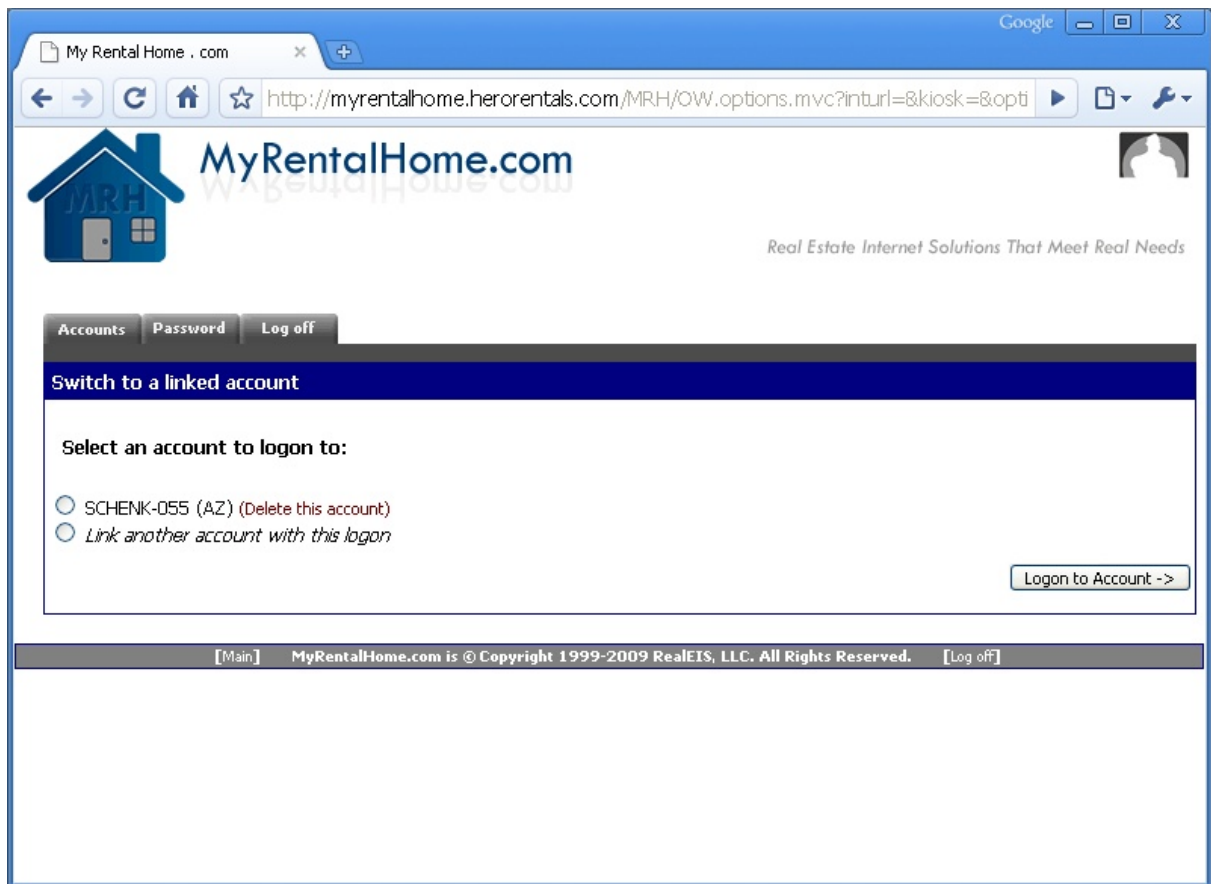 Google
My Rental Home . com
http://myrentalhome.herorentals.com/MRH/OW.options.mvc?inturl=&kiosk=&opti
MRH
MyRentalHome.com
Real Estate Internet Solutions That Meet Real Needs
Accounts Password Log off
Switch to a linked account
Select an account to logon to:
SCHENK-055 (AZ) (Delete this account)
Link another account with this logon
Logon to Account ->
[Main] MyRentalHome.com is © Copyright 1999-2009 RealEIS, LLC. All Rights Reserved. [Log off]